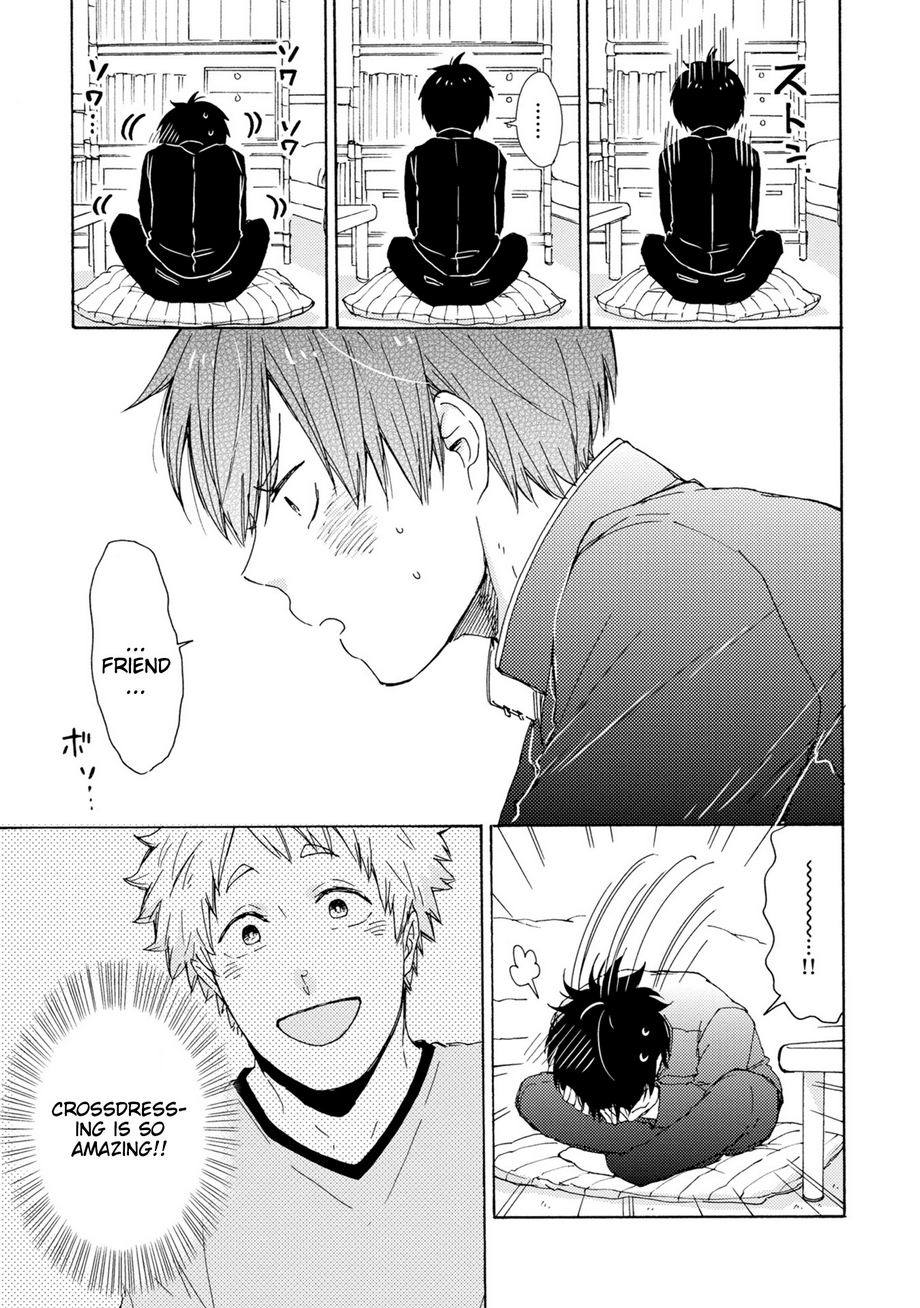 ストン…
……
ソワ
ソワ
ソワ…
...
FRIEND
...
ボソ…
……!!
CROSSDRESS-
ING IS SO
AMAZING!!